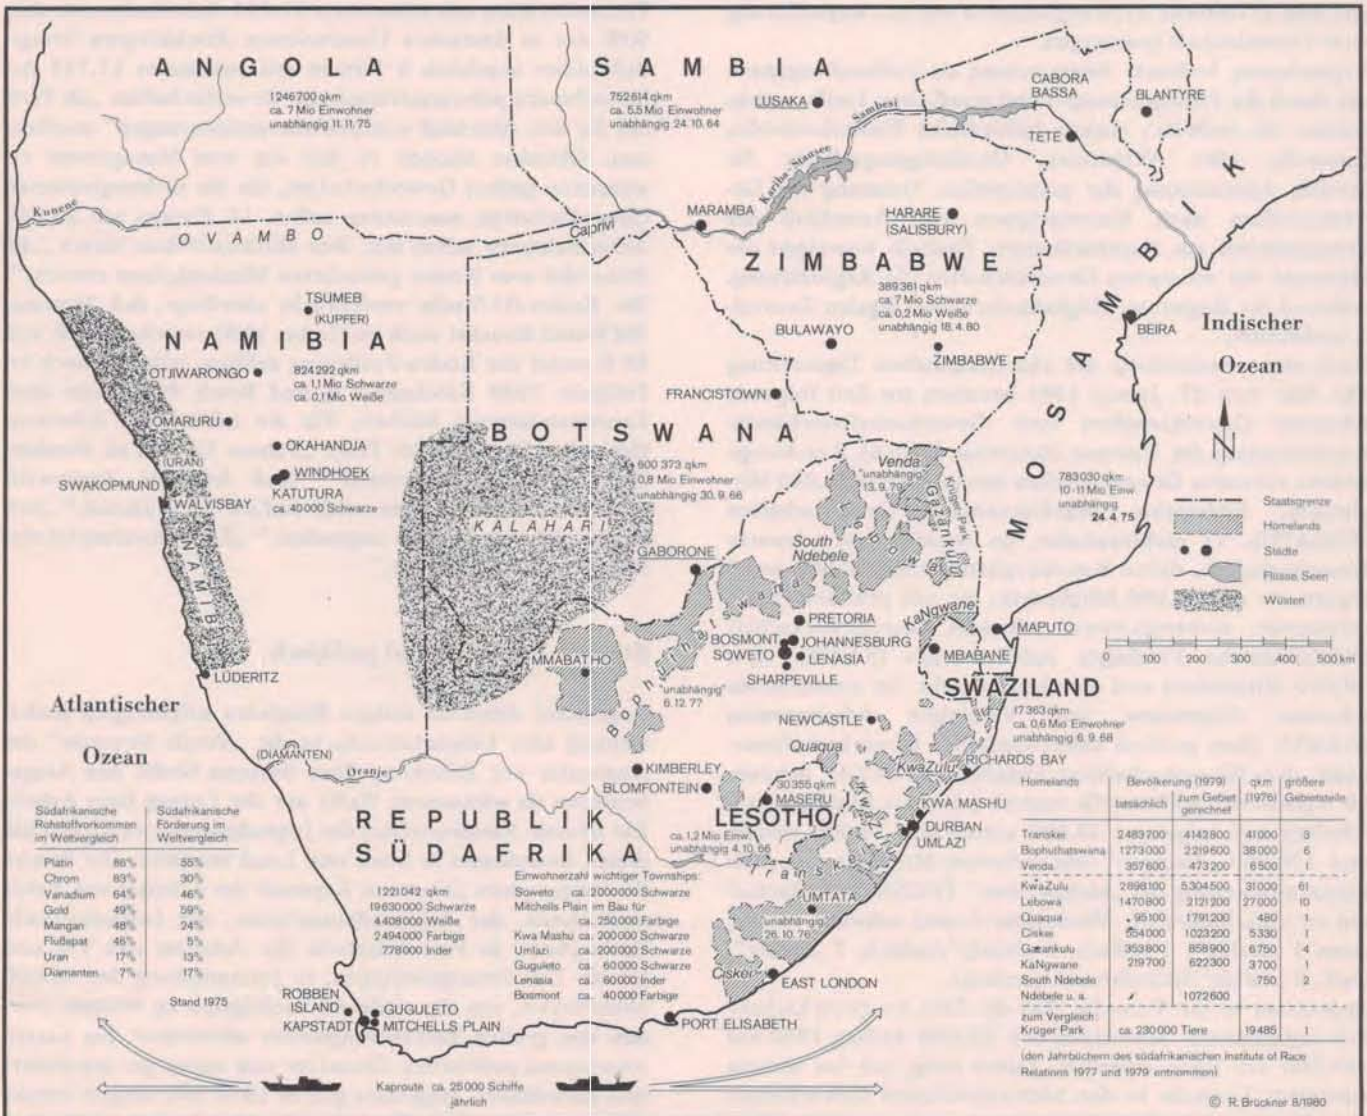 ANGOLA
1246700 qkm
ca. 7 Mio Einwohner
unabhängig 11.11.75
SAMBIA
752614 qkm
ca. 5,5 Mio Einwohner
unabhängig 24.10.64
LUSAKA
Sambesi
CABORA
BASSA
BLANTYRE
TETE
Kariba-Stausee
Kunene
OVAMBO
Caprivi
MARAMBA
HARARE
(SALISBURY)
MOSAMBIK
ZIMBABWE
389361 qkm
ca. 7 Mio Schwarze
ca. 0,2 Mio Weiße
unabhängig 18.4.80
TSUMEB
(KUPFER)
NAMIBIA
824292 qkm
ca. 1,1 Mio Schwarze
ca. 0,1 Mio Weiße
OTJIWARONGO
BULAWAYO
ZIMBABWE
BEIRA
Indischer
Ozean
N
FRANCISTOWN
OMARURU
OKAHANDJA
(URAN)
WINDHOEK
SWAKOPMUND
WALVISBAY
KATUTURA
ca. 40000 Schwarze
NAMIB
BOTSWANA
600373 qkm
0,8 Mio Einwohner
unabhängig 30.9.66
KALAHARI
Venda
"unabhängig"
13.9.79
Gazankulu
Krüger Park
Lebowa
South
Ndebele
783030 qkm
10-11 Mio Einw.
unabhängig
24.4.75
Staatsgrenze
Homelands
Städte
Flüsse, Seen
Wüsten
0 100 200 300 400 500 km
GABORONE
Bophuthatswana
PRETORIA
KaNgwane
MAPUTO
BOSMONT
JOHANNESBURG
SOWETO
LENASIA
MBABANE
SHARPEVILLE
MMABATHO
"unabhängig"
6.12.77
LÜDERITZ
SWAZILAND
17363 qkm
ca. 0,6 Mio Einwohner
unabhängig 6.9.68
Atlantischer
Ozean
NEWCASTLE
(DIAMANTEN)
Oranje
Quaqua
KwaZulu
RICHARDS BAY
KIMBERLEY
BLOMFONTEIN
30355 qkm
MASERU
LESOTHO
ca. 1,2 Mio Einw.
unabhängig 4.10.66
KwaZulu
KWA MASHU
DURBAN
UMLAZI
Transkei
UMTATA
"unabhängig"
26.10.76
Ciskei
EAST LONDON
PORT ELISABETH
REPUBLIK
SÜDAFRIKA
1221042 qkm
19630000 Schwarze
4408000 Weiße
2494000 Farbige
778000 Inder
Einwohnerzahl wichtiger Townships:
Soweto ca. 2000000 Schwarze
Mitchells Plain im Bau für
ca. 250000 Farbige
Kwa Mashu ca. 200000 Schwarze
Umlazi ca. 200000 Schwarze
Guguleto ca. 60000 Schwarze
Lenasia ca. 60000 Inder
Bosmont ca. 40000 Farbige
Südafrikanische Rohstoffvorkommen im Weltvergleich | Südafrikanische Förderung im Weltvergleich
Platin 86% 55%
Chrom 83% 30%
Vanadium 64% 46%
Gold 49% 59%
Mangan 48% 24%
Flußspat 46% 5%
Uran 17% 13%
Diamanten 7% 17%
Stand 1975
ROBBEN
ISLAND
GUGULETO
KAPSTADT
MITCHELLS PLAIN
Kaproute ca. 25000 Schiffe
jährlich
Homelands | Bevölkerung (1979) tatsächlich | zum Gebiet gerechnet | qkm (1976) | größere Gebietsteile
Transkei 2483700 4142800 41000 3
Bophuthatswana 1273000 2219600 38000 6
Venda 357600 473200 6500
KwaZulu 2898100 5304500 31000 61
Lebowa 1470800 2121200 27000 10
Quaqua 95100 1791200 480 1
Ciskei 654000 1023200 5330 1
Gazankulu 353800 858900 6750 4
KaNgwane 219700 622300 3700 1
South Ndebele 750 2
Ndebele u. a. 1072600
zum Vergleich:
Krüger Park ca. 230000 Tiere 19485 1
(den Jahrbüchern des südafrikanischen Institute of Race
Relations 1977 und 1979 entnommen)
© R. Brückner 8/1980